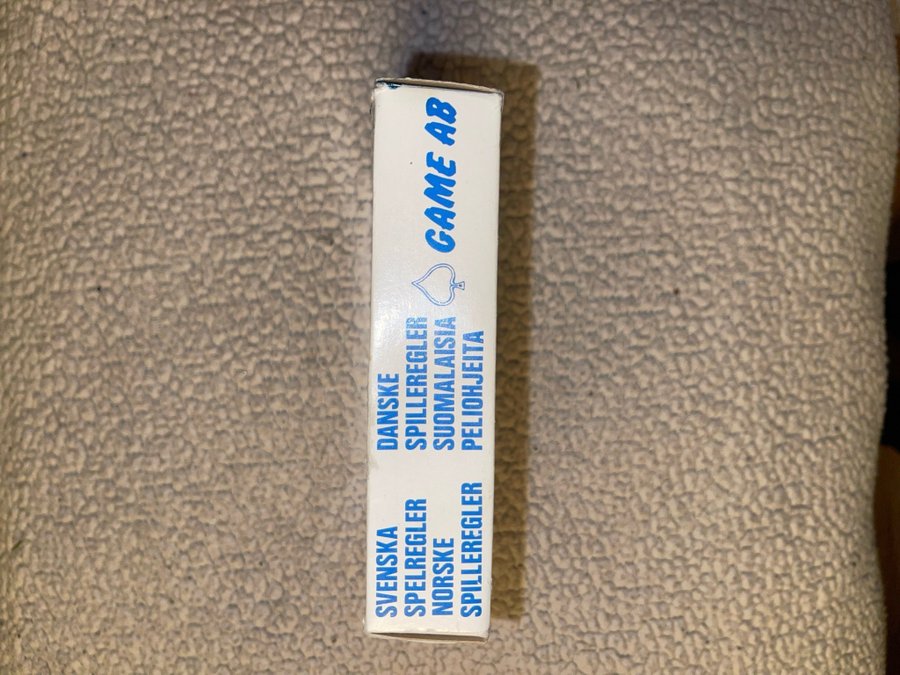 SVENSKA
SPELREGLER
NORSKE
SPILLEREGLER
DANSKE
SPILLEREGLER
SUOMALAISIA
PELIOHJEITA
GAME AB